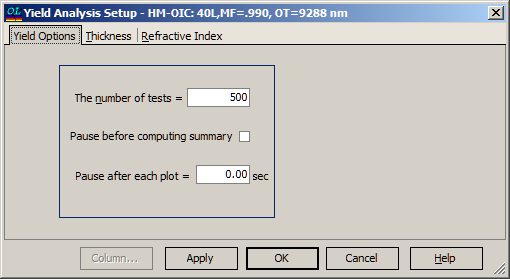 OL Yield Analysis Setup - HM-OIC: 40L,MF=.990, OT=9288 nm
Yield Options Thickness Refractive Index
The number of tests = 500
Pause before computing summary
Pause after each plot = 0.00 sec
Column... Apply OK Cancel Help